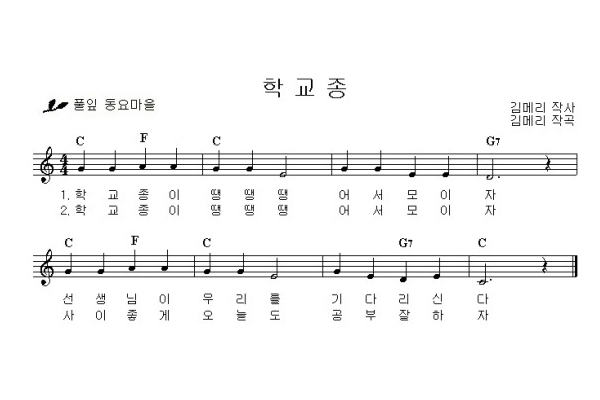 학 교 종
풀잎 동요마을
김메리 작사
김메리 작곡
C F C G7
4 4
1. 학 교 종 이 땡 땡 땡 어 서 모 이 자
2. 학 교 종 이 땡 땡 땡 어 서 모 이 자
C F C G7 C
선 생 님 이 우 리 를 기 다 리 신 다
사 이 좋 게 오 늘 도 공 부 잘 하 자